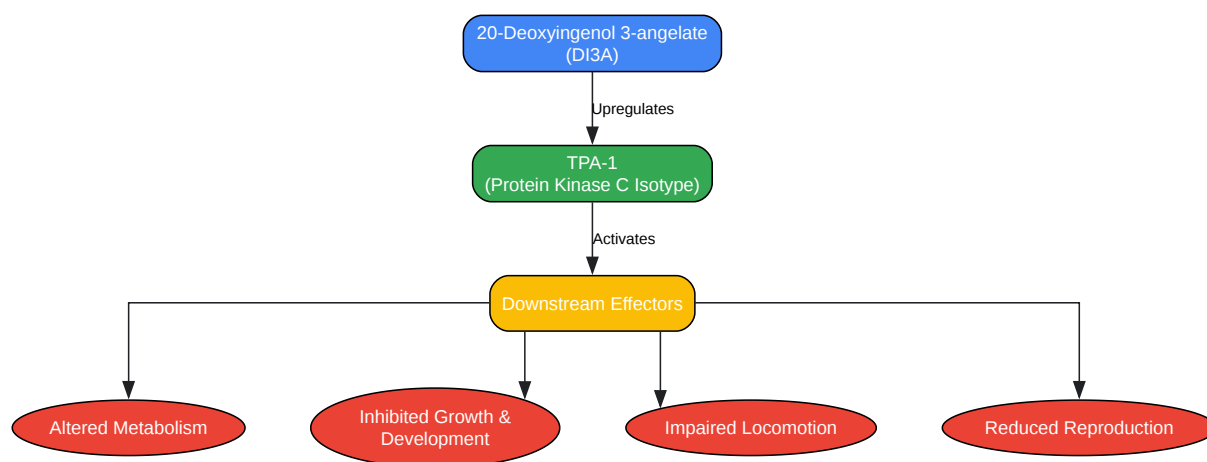 20-Deoxyingenol 3-angelate
(DI3A)
Upregulates
TPA-1
(Protein Kinase C Isotype)
Activates
Downstream Effectors
Altered Metabolism
Inhibited Growth &
Development
Impaired Locomotion
Reduced Reproduction